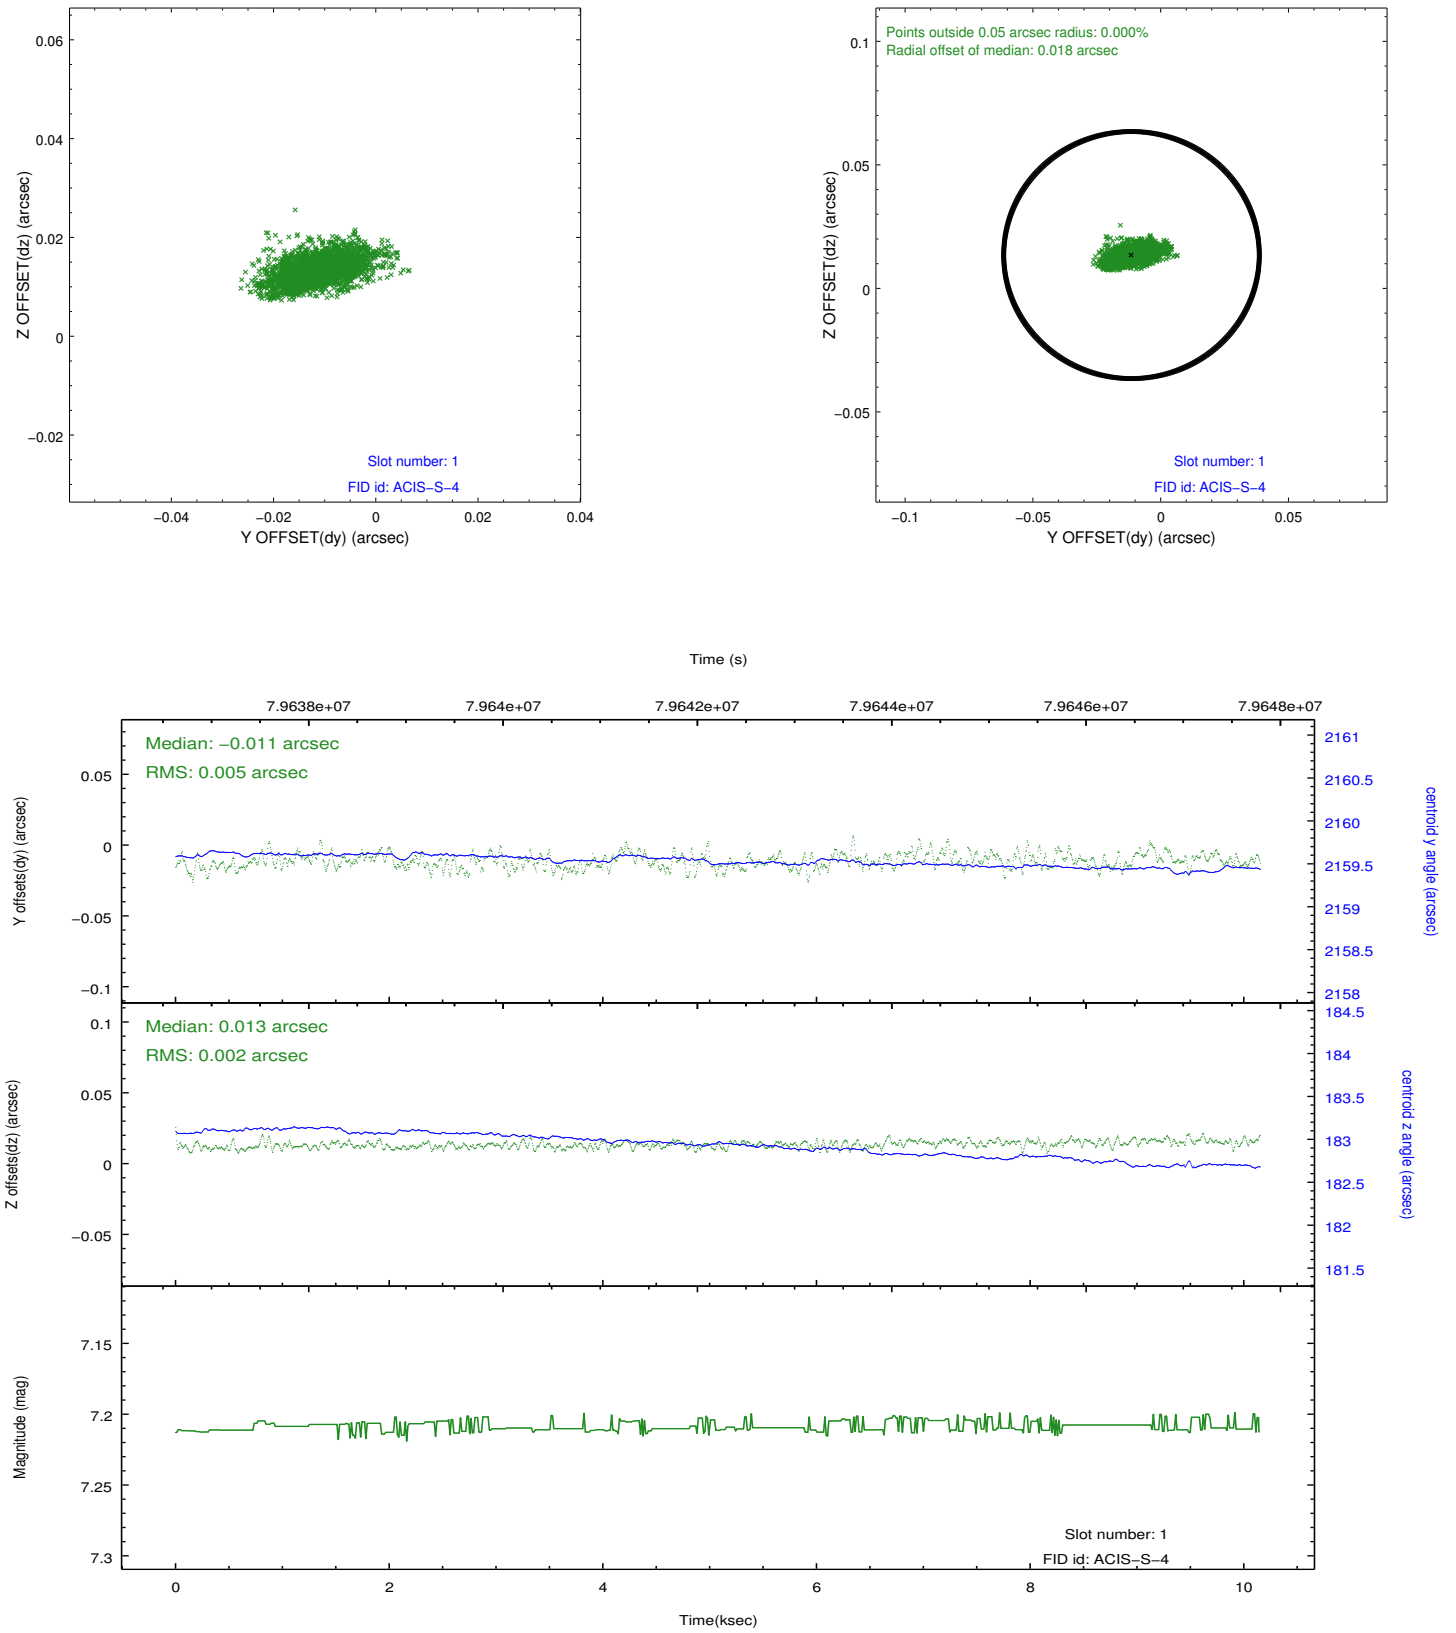 0.06
0.04
0.02
0
−0.02
Z OFFSET(dz) (arcsec)
Slot number: 1
FID id: ACIS−S−4
−0.04
−0.02
0
0.02
0.04
Y OFFSET(dy) (arcsec)
Points outside 0.05 arcsec radius: 0.000%
Radial offset of median: 0.018 arcsec
0.1
0.05
0
−0.05
Z OFFSET(dz) (arcsec)
Slot number: 1
FID id: ACIS−S−4
−0.1
−0.05
0
0.05
Y OFFSET(dy) (arcsec)
Time (s)
7.9638e+07
7.964e+07
7.9642e+07
7.9644e+07
7.9646e+07
7.9648e+07
Median: −0.011 arcsec
RMS: 0.005 arcsec
0.05
0
−0.05
−0.1
Y offsets(dy) (arcsec)
2161
2160.5
2160
2159.5
2159
2158.5
2158
centroid y angle (arcsec)
Median: 0.013 arcsec
RMS: 0.002 arcsec
0.1
0.05
0
−0.05
Z offsets(dz) (arcsec)
184.5
184
183.5
183
182.5
182
181.5
centroid z angle (arcsec)
7.15
7.2
7.25
7.3
Magnitude (mag)
Slot number: 1
FID id: ACIS−S−4
0
2
4
6
8
10
Time(ksec)